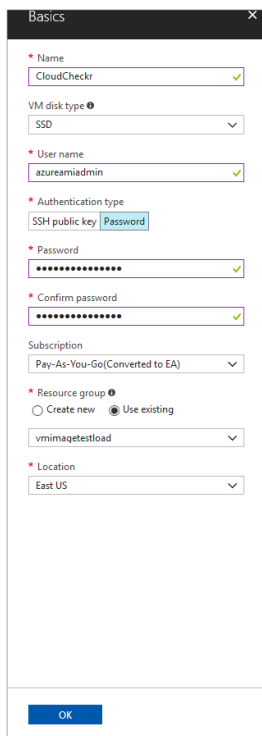 Basics
* Name
CloudCheckr
VM disk type
SSD
* User name
azureamiadmin
* Authentication type
SSH public key Password
* Password
•••••••••••••••
* Confirm password
•••••••••••••••
Subscription
Pay-As-You-Go(Converted to EA)
* Resource group
Create new Use existing
vmimagetestload
* Location
East US
OK